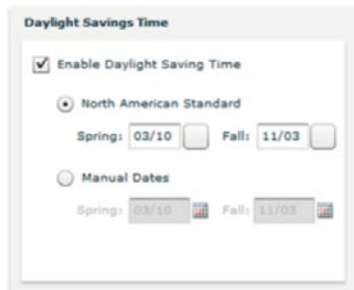 Daylight Savings Time
Enable Daylight Saving Time
North American Standard
Spring: 03/10 Fall: 11/03
Manual Dates
Spring: 03/10 Fall: 11/03